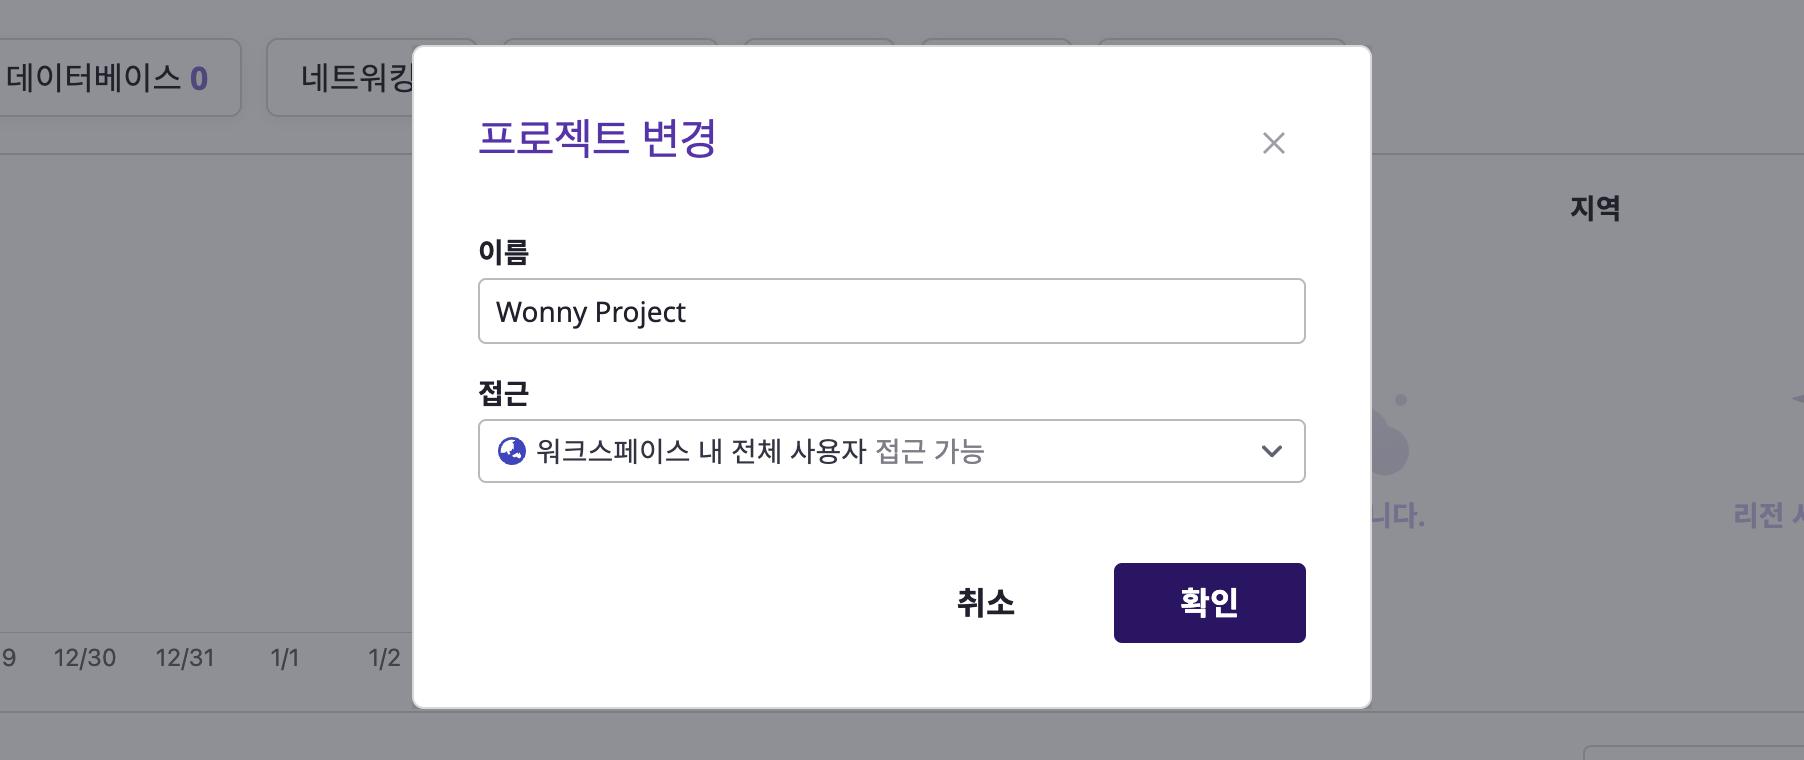 데이터베이스 0
네트워킹
프로젝트 변경
지역
이름
Wonny Project
접근
워크스페이스 내 전체 사용자 접근 가능
니다.
리전
취소
확인
9 12/30 12/31 1/1 1/2